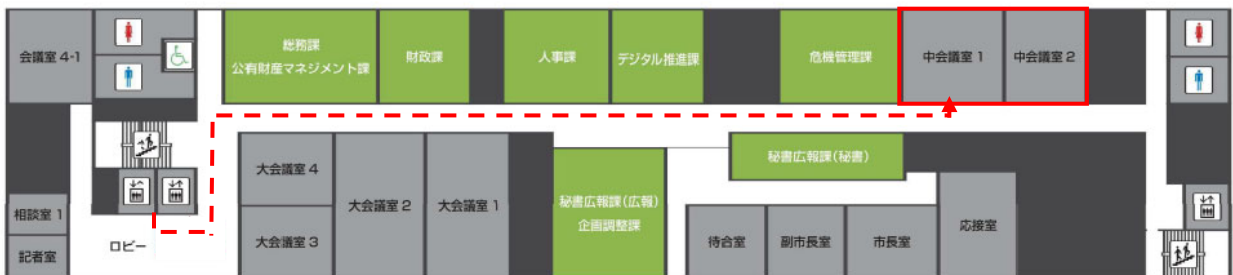 会議室 4-1
総務課
公有財産マネジメント課
財政課
人事課
デジタル推進課
危機管理課
中会議室 1
中会議室 2
大会議室 4
大会議室 3
大会議室 2
大会議室 1
秘書広報課(広報)
企画調整課
秘書広報課(秘書)
待合室
副市長室
市長室
応接室
相談室 1
記者室
ロビー